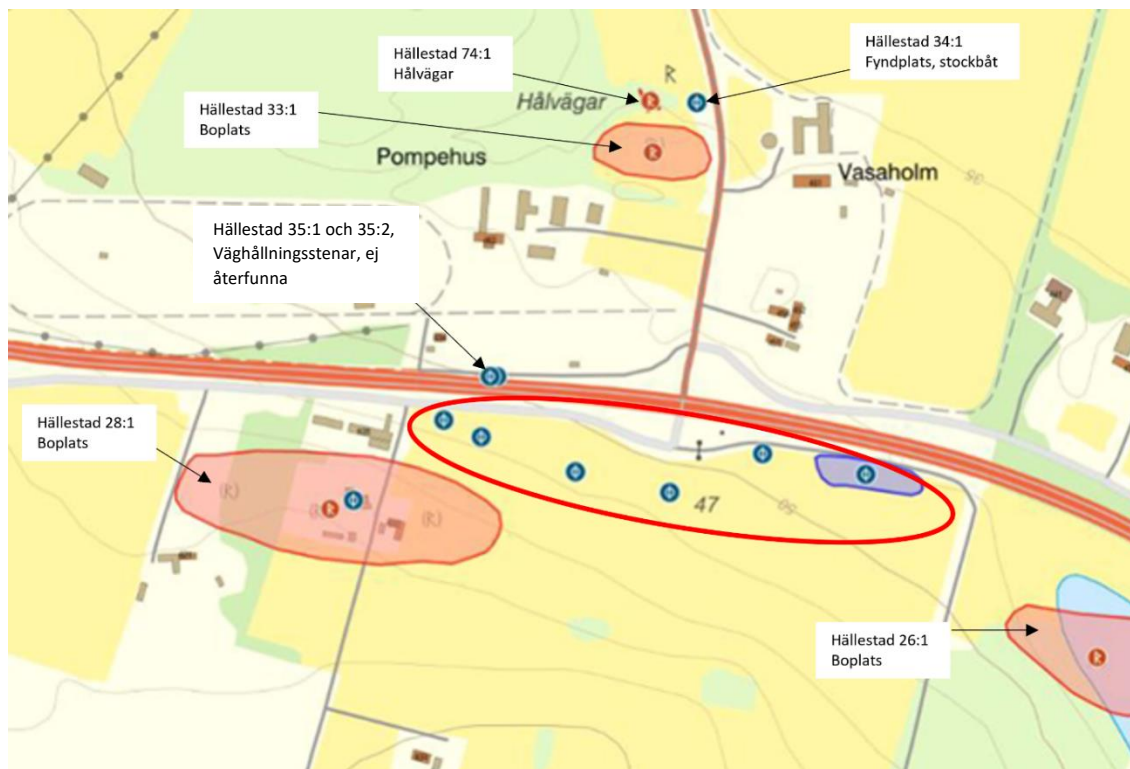 Hällestad 74:1
Hålvägar
Hällestad 34:1
Fyndplats, stockbåt
Hällestad 33:1
Boplats
R
Hålvägar
R
R
Pompehus
Vasaholm
Hällestad 35:1 och 35:2,
Väghållningsstenar, ej
återfunna
Hällestad 28:1
Boplats
(R)
R
(R)
47
50
Hällestad 26:1
Boplats
R